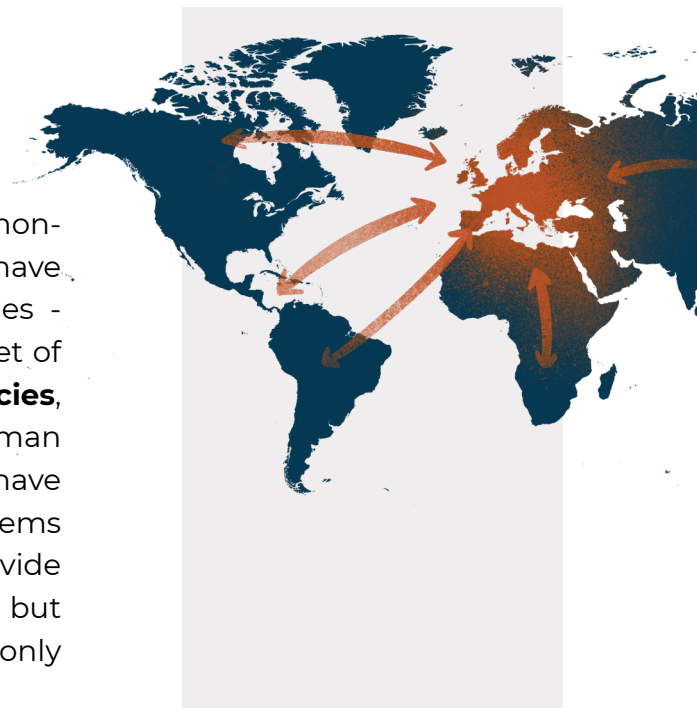 non-
have
es -
et of
cies,
man
have
ems
vide
but
only